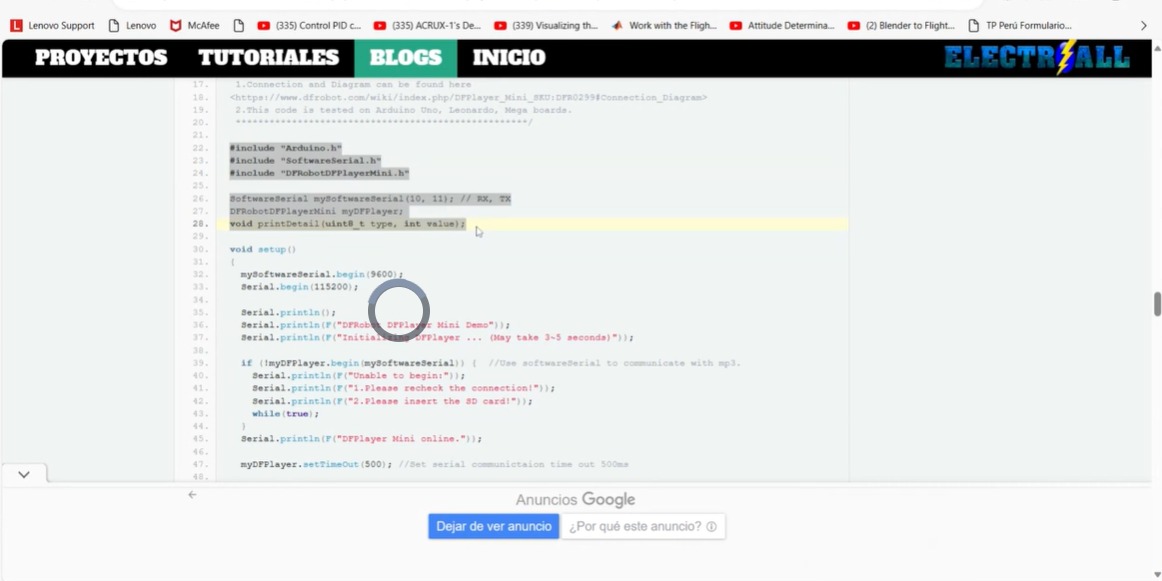 Lenovo Support Lenovo McAfee (335) Control PID c... (335) ACRUX-1's De... (339) Visualizing th... Work with the Fligh... Attitude Determina... (2) Blender to Flight... TP Perú Formulario...
PROYECTOS TUTORIALES BLOGS INICIO ELECTRALL
17. 1.Connection and Diagram can be found here
18. <https://www.dfrobot.com/wiki/index.php/DFPlayer_Mini_SKU:DFR0299#Connection_Diagram>
19. 2.This code is tested on Arduino Uno, Leonardo, Mega boards.
20. ****************************************************/
21.
22. #include "Arduino.h"
23. #include "SoftwareSerial.h"
24. #include "DFRobotDFPlayerMini.h"
25.
26. SoftwareSerial mySoftwareSerial(10, 11); // RX, TX
27. DFRobotDFPlayerMini myDFPlayer;
28. void printDetail(uint8_t type, int value);
29.
30. void setup()
31. {
32. mySoftwareSerial.begin(9600);
33. Serial.begin(115200);
34.
35. Serial.println();
36. Serial.println(F("DFRobot DFPlayer Mini Demo"));
37. Serial.println(F("Initializing DFPlayer ... (May take 3~5 seconds)"));
38.
39. if (!myDFPlayer.begin(mySoftwareSerial)) { //Use softwareSerial to communicate with mp3.
40. Serial.println(F("Unable to begin:"));
41. Serial.println(F("1.Please recheck the connection!"));
42. Serial.println(F("2.Please insert the SD card!"));
43. while(true);
44. }
45. Serial.println(F("DFPlayer Mini online."));
46.
47. myDFPlayer.setTimeOut(500); //Set serial communictaion time out 500ms
48.
Anuncios Google
Dejar de ver anuncio ¿Por qué este anuncio?